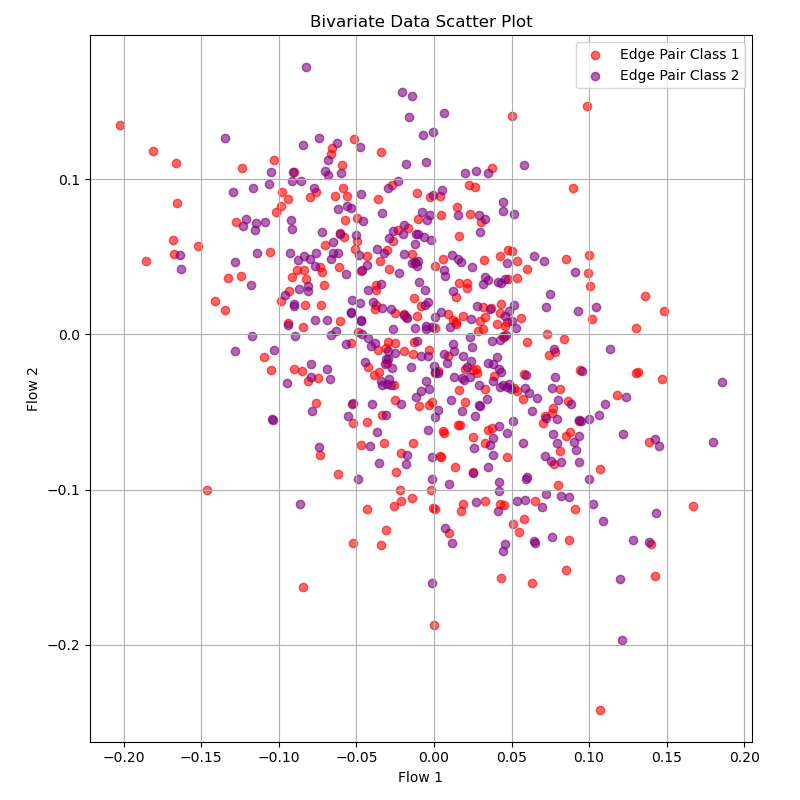 Bivariate Data Scatter Plot
Edge Pair Class 1
Edge Pair Class 2
Flow 2
0.1
0.0
−0.1
−0.2
−0.20 −0.15 −0.10 −0.05 0.00 0.05 0.10 0.15 0.20
Flow 1